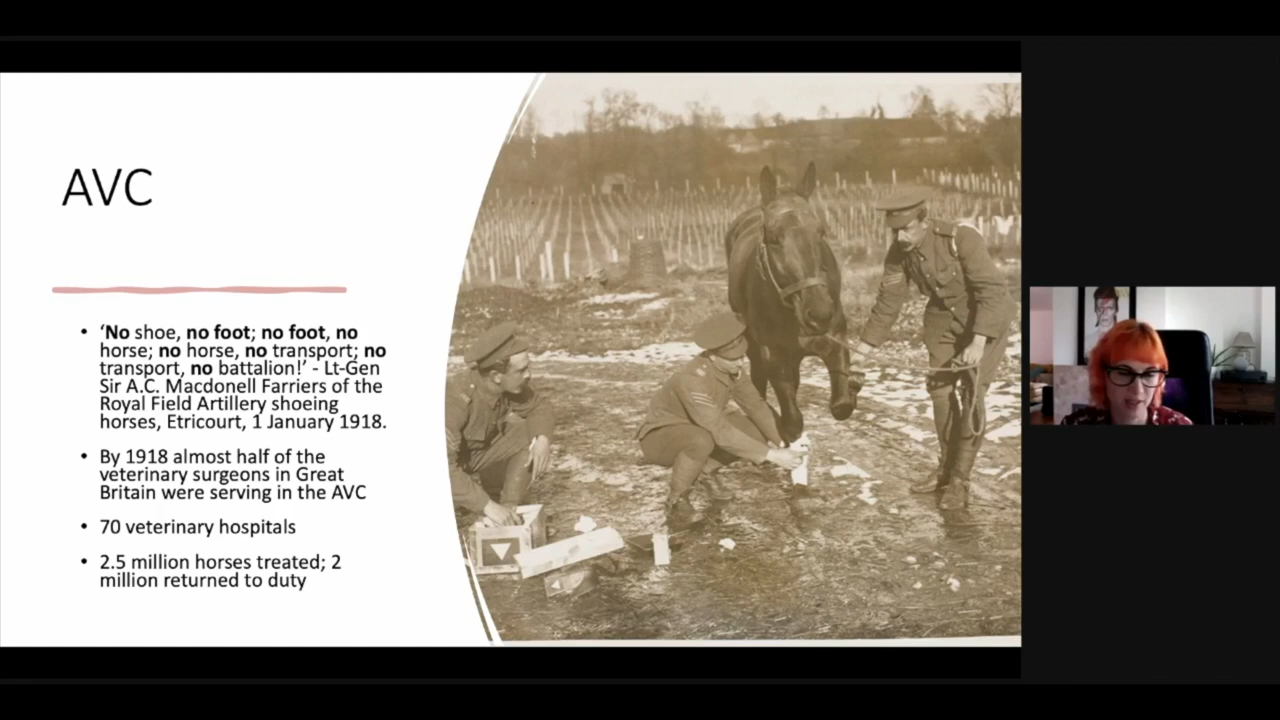 AVC
• ‘No shoe, no foot; no foot, no
horse; no horse, no transport; no
transport, no battalion!’ - Lt-Gen
Sir A.C. Macdonell Farriers of the
Royal Field Artillery shoeing
horses, Etricourt, 1 January 1918.
• By 1918 almost half of the
veterinary surgeons in Great
Britain were serving in the AVC
• 70 veterinary hospitals
• 2.5 million horses treated; 2
million returned to duty